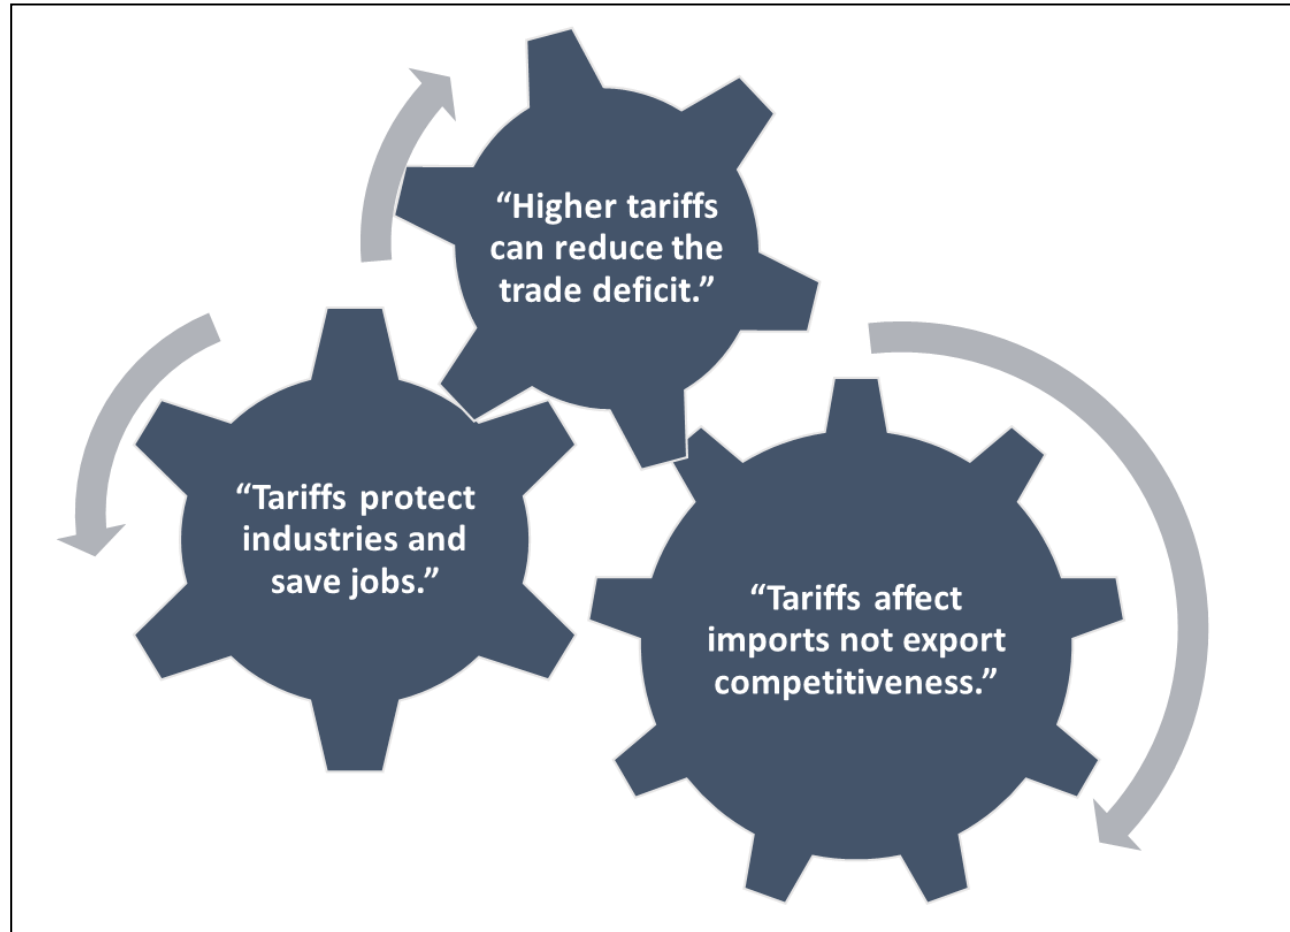 “Higher tariffs
can reduce the
trade deficit.”
“Tariffs protect
industries and
save jobs.”
“Tariffs affect
imports not export
competitiveness.”